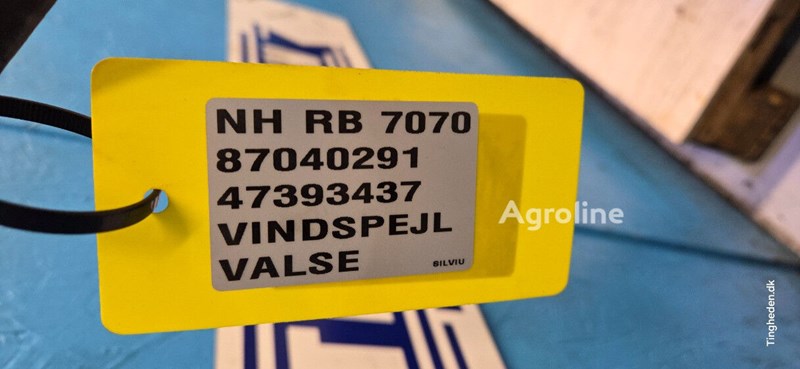 NH RB 7070
87040291
47393437
VINDSPEJL
VALSE
SILVIU
Agroline
Tingheden.dk